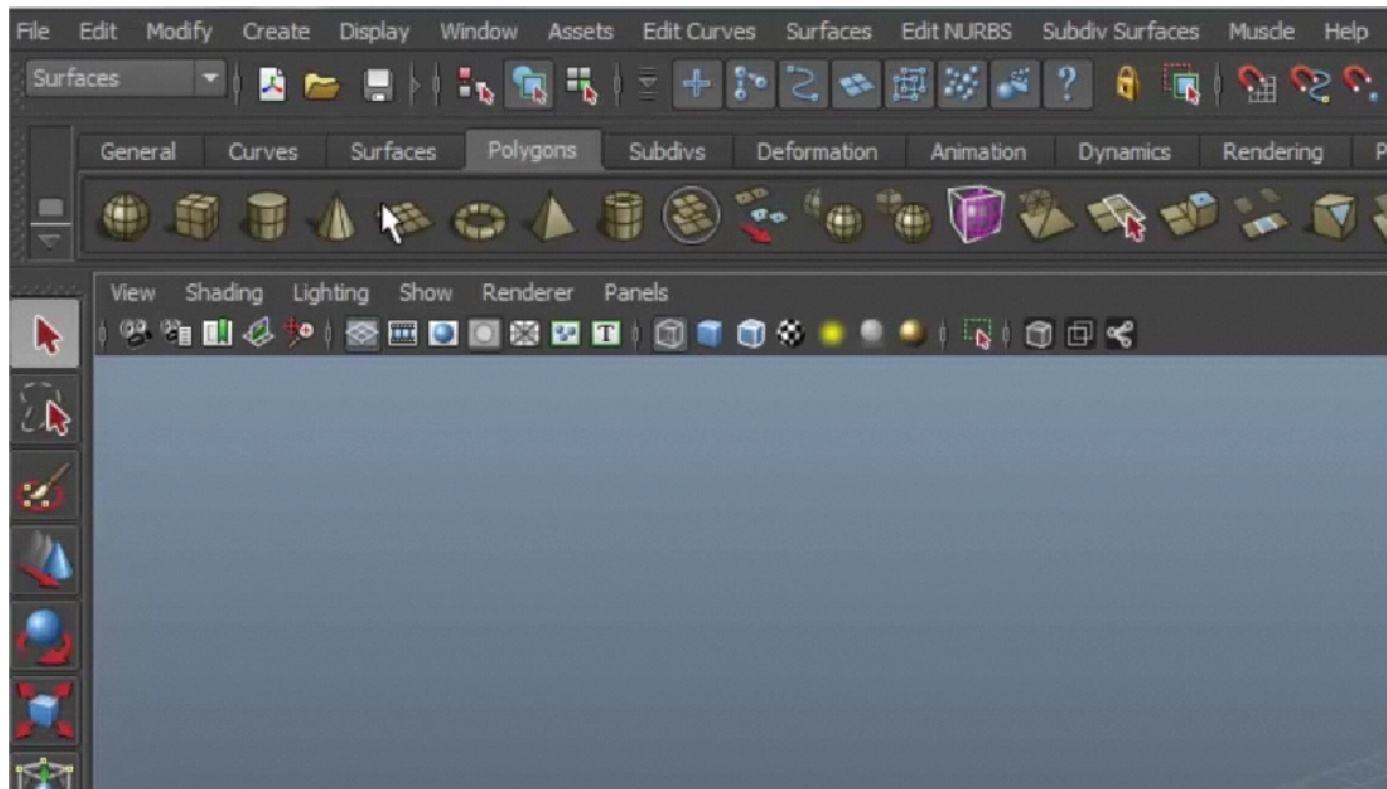 File Edit Modify Create Display Window Assets Edit Curves Surfaces Edit NURBS Subdiv Surfaces Muscle Help
Surfaces ?
General Curves Surfaces Polygons Subdivs Deformation Animation Dynamics Rendering P
View Shading Lighting Show Renderer Panels
T